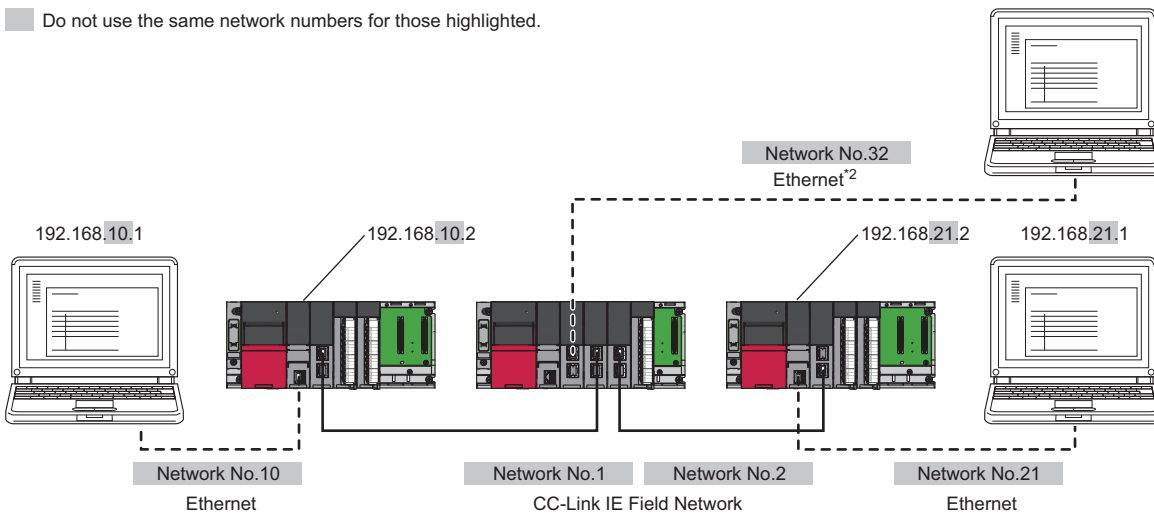 Do not use the same network numbers for those highlighted.
Network No.32
Ethernet*2
192.168.10.1
192.168.10.2
192.168.21.2
192.168.21.1
Network No.10
Network No.1
Network No.2
Network No.21
Ethernet
CC-Link IE Field Network
Ethernet